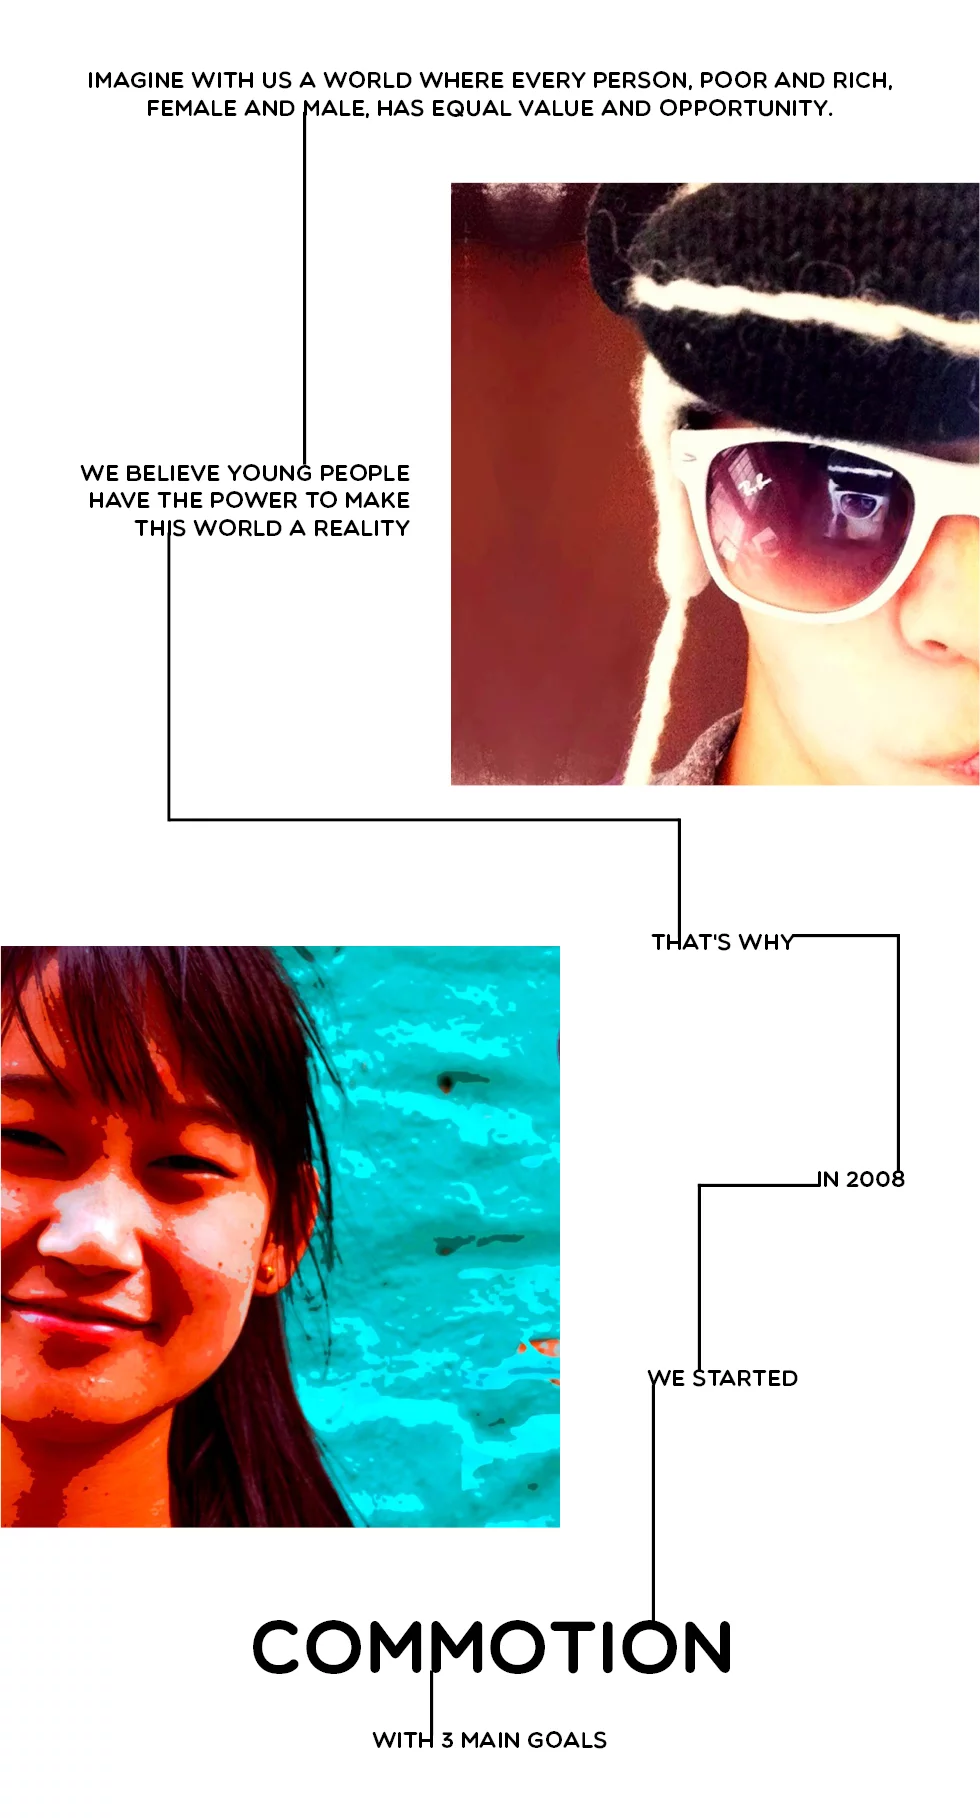 IMAGINE WITH US A WORLD WHERE EVERY PERSON, POOR AND RICH,
FEMALE AND MALE, HAS EQUAL VALUE AND OPPORTUNITY.
Ray-Ban
WE BELIEVE YOUNG PEOPLE
HAVE THE POWER TO MAKE
THIS WORLD A REALITY
THAT'S WHY
IN 2008
WE STARTED
COMMOTION
WITH 3 MAIN GOALS